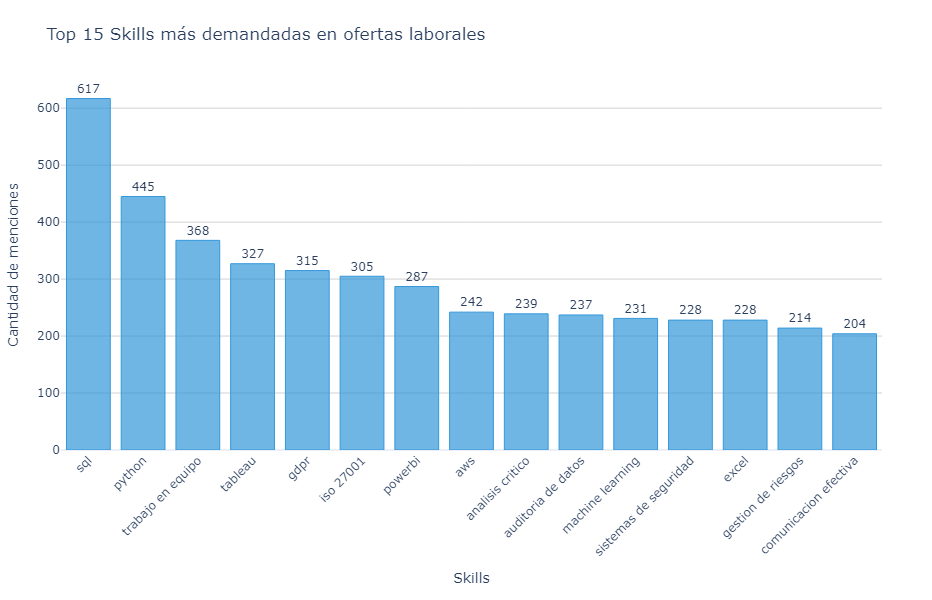 Top 15 Skills más demandadas en ofertas laborales
Cantidad de menciones
600
500
400
300
200
100
0
617
445
368
327
315
305
287
242
239
237
231
228
228
214
204
sql
python
trabajo en equipo
tableau
gdpr
iso 27001
powerbi
aws
analisis critico
auditoria de datos
machine learning
sistemas de seguridad
excel
gestion de riesgos
comunicacion efectiva
Skills